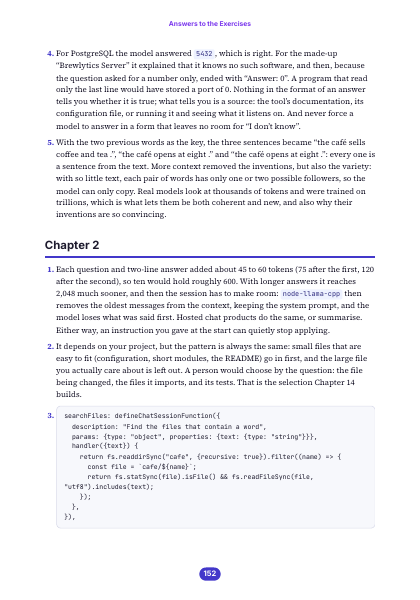 Answers to the Exercises
4. For PostgreSQL the model answered 5432, which is right. For the made-up
“Brewlytics Server” it explained that it knows no such software, and then, because
the question asked for a number only, ended with “Answer: 0”. A program that read
only the last line would have stored a port of 0. Nothing in the format of an answer
tells you whether it is true; what tells you is a source: the tool’s documentation, its
configuration file, or running it and seeing what it listens on. And never force a
model to answer in a form that leaves no room for “I don’t know”.
5. With the two previous words as the key, the three sentences became “the café sells
coffee and tea .”, “the café opens at eight .” and “the café opens at eight .”: every one is
a sentence from the text. More context removed the inventions, but also the variety:
with so little text, each pair of words has only one or two possible followers, so the
model can only copy. Real models look at thousands of tokens and were trained on
trillions, which is what lets them be both coherent and new, and also why their
inventions are so convincing.
Chapter 2
1. Each question and two-line answer added about 45 to 60 tokens (75 after the first, 120
after the second), so ten would hold roughly 600. With longer answers it reaches
2,048 much sooner, and then the session has to make room: node-llama-cpp then
removes the oldest messages from the context, keeping the system prompt, and the
model loses what was said first. Hosted chat products do the same, or summarise.
Either way, an instruction you gave at the start can quietly stop applying.
2. It depends on your project, but the pattern is always the same: small files that are
easy to fit (configuration, short modules, the README) go in first, and the large file
you actually care about is left out. A person would choose by the question: the file
being changed, the files it imports, and its tests. That is the selection Chapter 14
builds.
3. searchFiles: defineChatSessionFunction({
  description: "Find the files that contain a word",
  params: {type: "object", properties: {text: {type: "string"}}},
  handler({text}) {
    return fs.readdirSync("cafe", {recursive: true}).filter((name) => {
      const file = `cafe/${name}`;
      return fs.statSync(file).isFile() && fs.readFileSync(file,
"utf8").includes(text);
    });
  },
}),
152